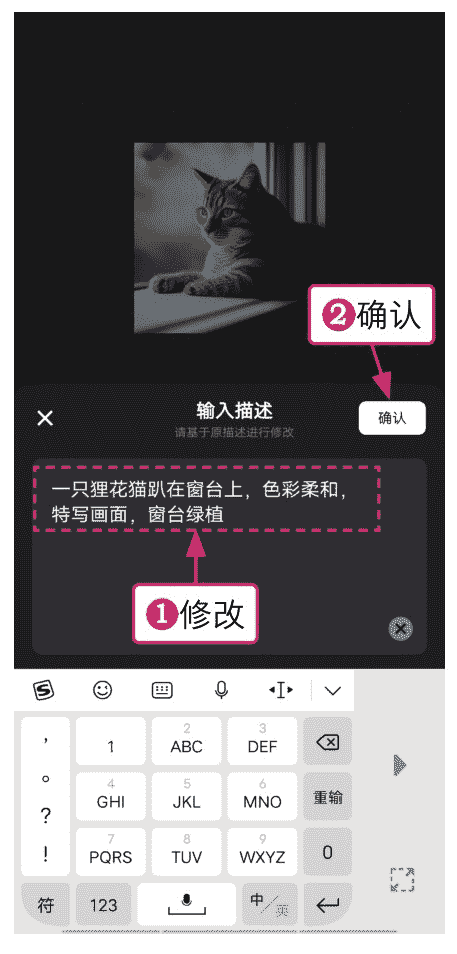 ❷确认
输入描述
确认
请基于原描述进行修改
一只狸花猫趴在窗台上，色彩柔和，
特写画面，窗台绿植
❶修改
，
。
?
!
1
2
ABC
3
DEF
4
GHI
5
JKL
6
MNO
重输
7
PQRS
8
TUV
9
WXYZ
0
符
123
中/英